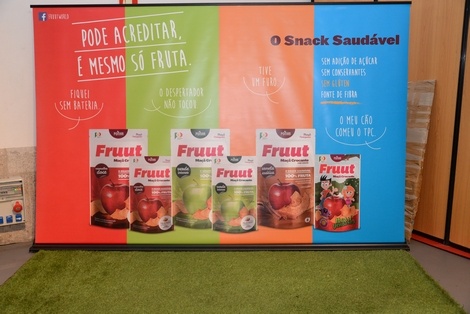 FRUUTWORLD
PODE ACREDITAR,
É MESMO SÓ FRUTA.
O Snack Saudável
SEM ADIÇÃO DE AÇÚCAR
SEM CONSERVANTES
SEM GLÚTEN
FONTE DE FIBRA
FIQUEI
SEM BATERIA
O DESPERTADOR
NÃO TOCOU
TIVE
UM FURO
O MEU CÃO
COMEU O TPC.
Fruut
Fruut
Fruut
Fruut
Fruut
Fruut
100% FRUTA